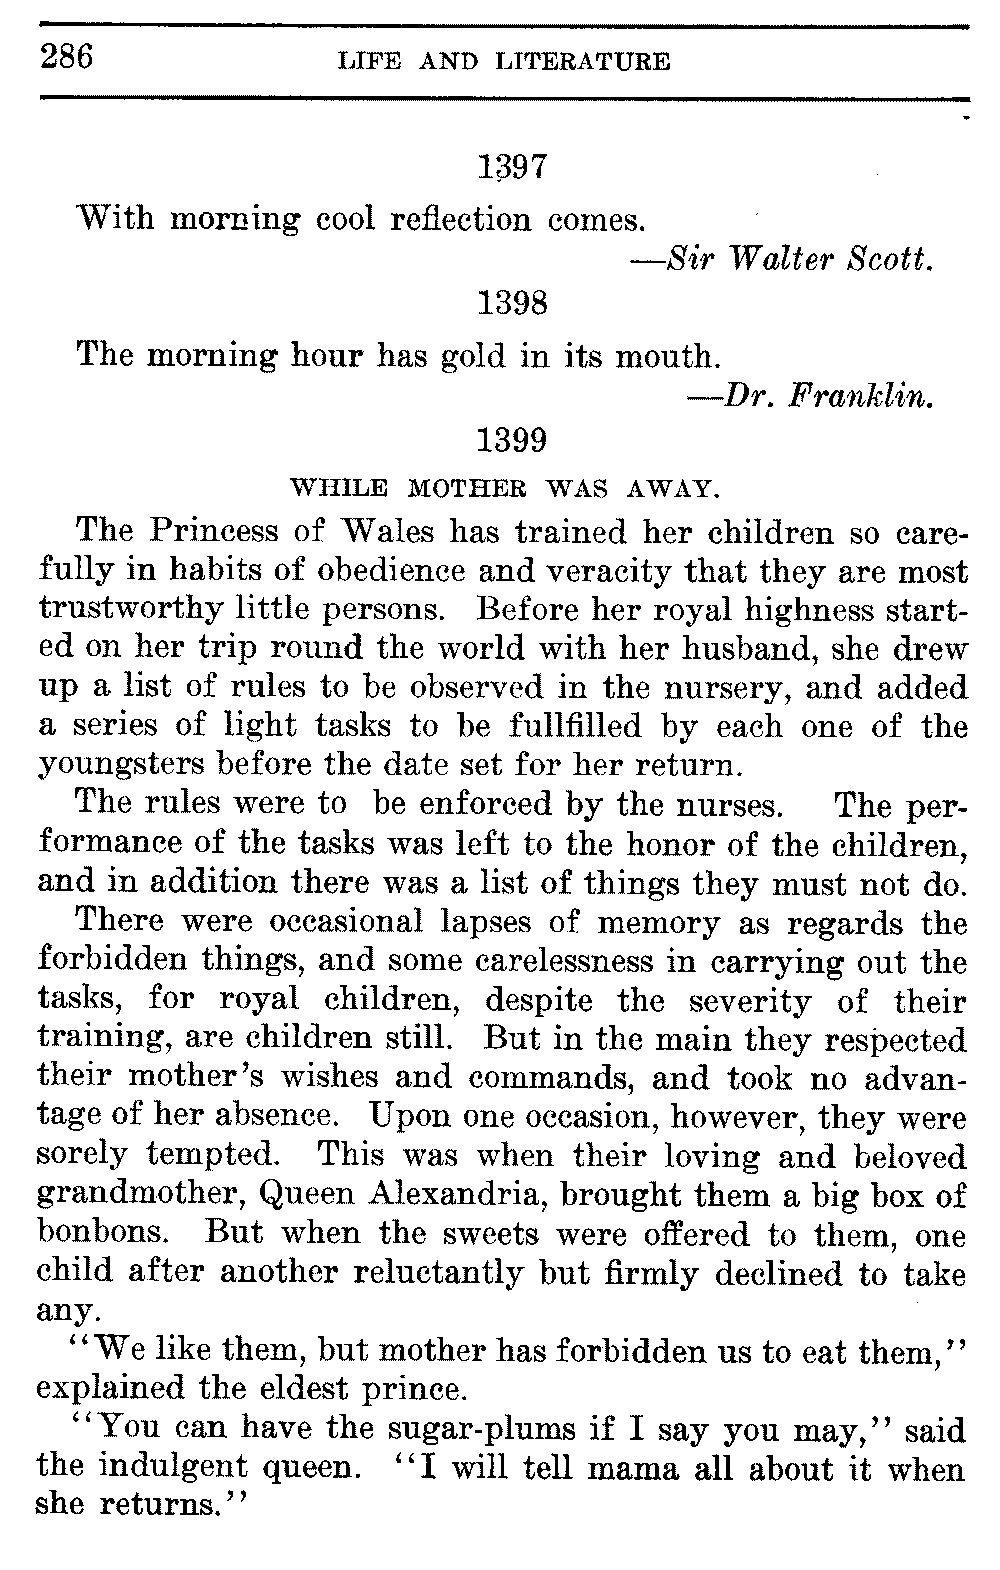 286 LIFE AND LITERATURE
1397
With morning cool reflection comes.
—Sir Walter Scott.
1398
The morning hour has gold in its mouth.
—Dr. Franklin.
1399
WHILE MOTHER WAS AWAY.
The Princess of Wales has trained her children so care-
fully in habits of obedience and veracity that they are most
trustworthy little persons. Before her royal highness start-
ed on her trip round the world with her husband, she drew
up a list of rules to be observed in the nursery, and added
a series of light tasks to be fullfilled by each one of the
youngsters before the date set for her return.
The rules were to be enforced by the nurses. The per-
formance of the tasks was left to the honor of the children,
and in addition there was a list of things they must not do.
There were occasional lapses of memory as regards the
forbidden things, and some carelessness in carrying out the
tasks, for royal children, despite the severity of their
training, are children still. But in the main they respected
their mother's wishes and commands, and took no advan-
tage of her absence. Upon one occasion, however, they were
sorely tempted. This was when their loving and beloved
grandmother, Queen Alexandria, brought them a big box of
bonbons. But when the sweets were offered to them, one
child after another reluctantly but firmly declined to take
any.
"We like them, but mother has forbidden us to eat them,"
explained the eldest prince.
"You can have the sugar-plums if I say you may," said
the indulgent queen. "I will tell mama all about it when
she returns."